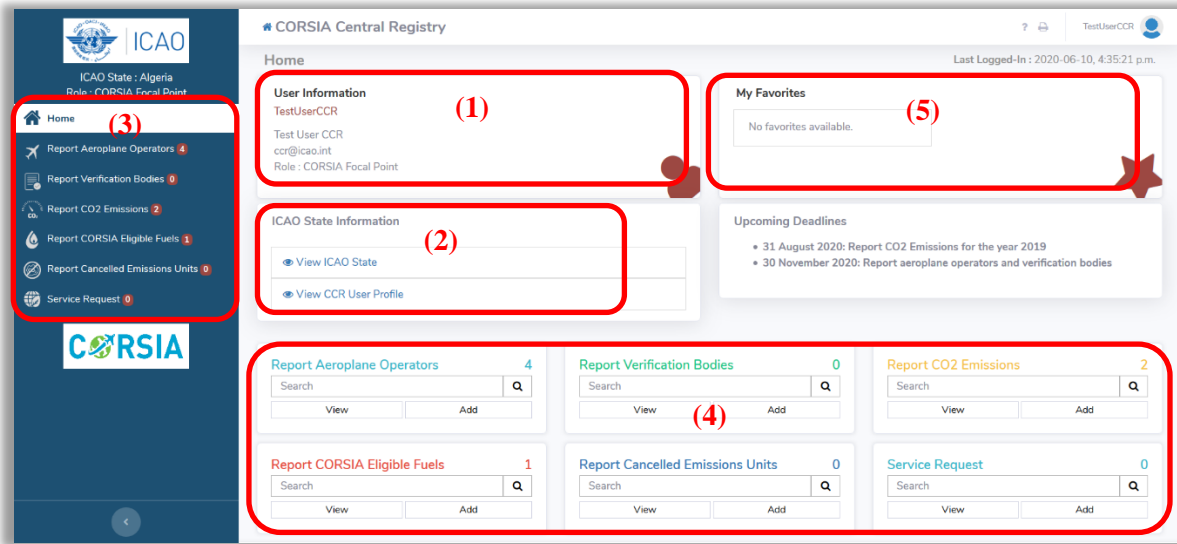 ICAO
ICAO State : Algeria
Role : CORSIA Focal Point
(3)
Home
Report Aeroplane Operators 4
Report Verification Bodies 0
Report CO2 Emissions 2
Report CORSIA Eligible Fuels 1
Report Cancelled Emissions Units 0
Service Request 0
CORSIA
CORSIA Central Registry
? TestUserCCR
Home
Last Logged-In : 2020-06-10, 4:35:21 p.m.
User Information
(1)
TestUserCCR
Test User CCR
ccr@icao.int
Role : CORSIA Focal Point
My Favorites
(5)
No favorites available.
ICAO State Information
(2)
View ICAO State
View CCR User Profile
Upcoming Deadlines
• 31 August 2020: Report CO2 Emissions for the year 2019
• 30 November 2020: Report aeroplane operators and verification bodies
Report Aeroplane Operators 4
Search
View Add
Report Verification Bodies 0
Search
View Add
(4)
Report CO2 Emissions 2
Search
View Add
Report CORSIA Eligible Fuels 1
Search
View Add
Report Cancelled Emissions Units 0
Search
View Add
Service Request 0
Search
View Add